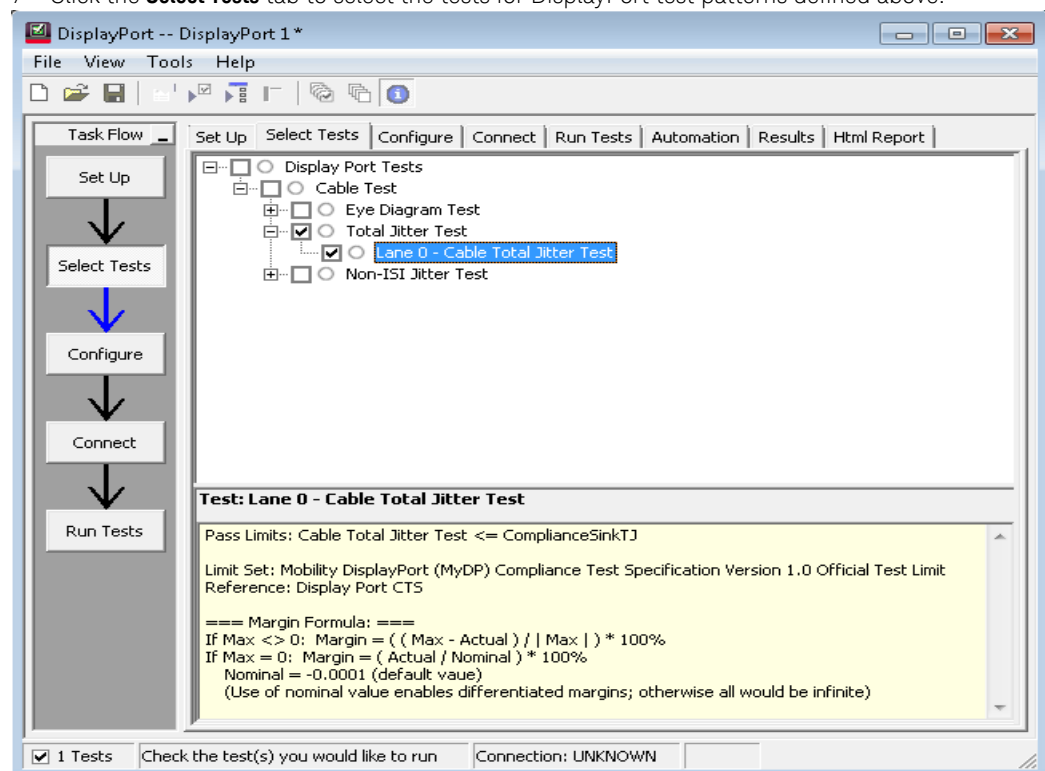 Click the Select Tests tab to select the tests for DisplayPort test patterns defined above.
DisplayPort -- DisplayPort 1*
File View Tools Help
Task Flow
Set Up
Select Tests
Configure
Connect
Run Tests
Set Up Select Tests Configure Connect Run Tests Automation Results Html Report
Display Port Tests
Cable Test
Eye Diagram Test
Total Jitter Test
Lane 0 - Cable Total Jitter Test
Non-ISI Jitter Test
Test: Lane 0 - Cable Total Jitter Test
Pass Limits: Cable Total Jitter Test <= ComplianceSinkTJ
Limit Set: Mobility DisplayPort (MyDP) Compliance Test Specification Version 1.0 Official Test Limit
Reference: Display Port CTS
=== Margin Formula: ===
If Max <> 0: Margin = ( ( Max - Actual ) / | Max | ) * 100%
If Max = 0: Margin = ( Actual / Nominal ) * 100%
Nominal = -0.0001 (default vaue)
(Use of nominal value enables differentiated margins; otherwise all would be infinite)
1 Tests Check the test(s) you would like to run Connection: UNKNOWN